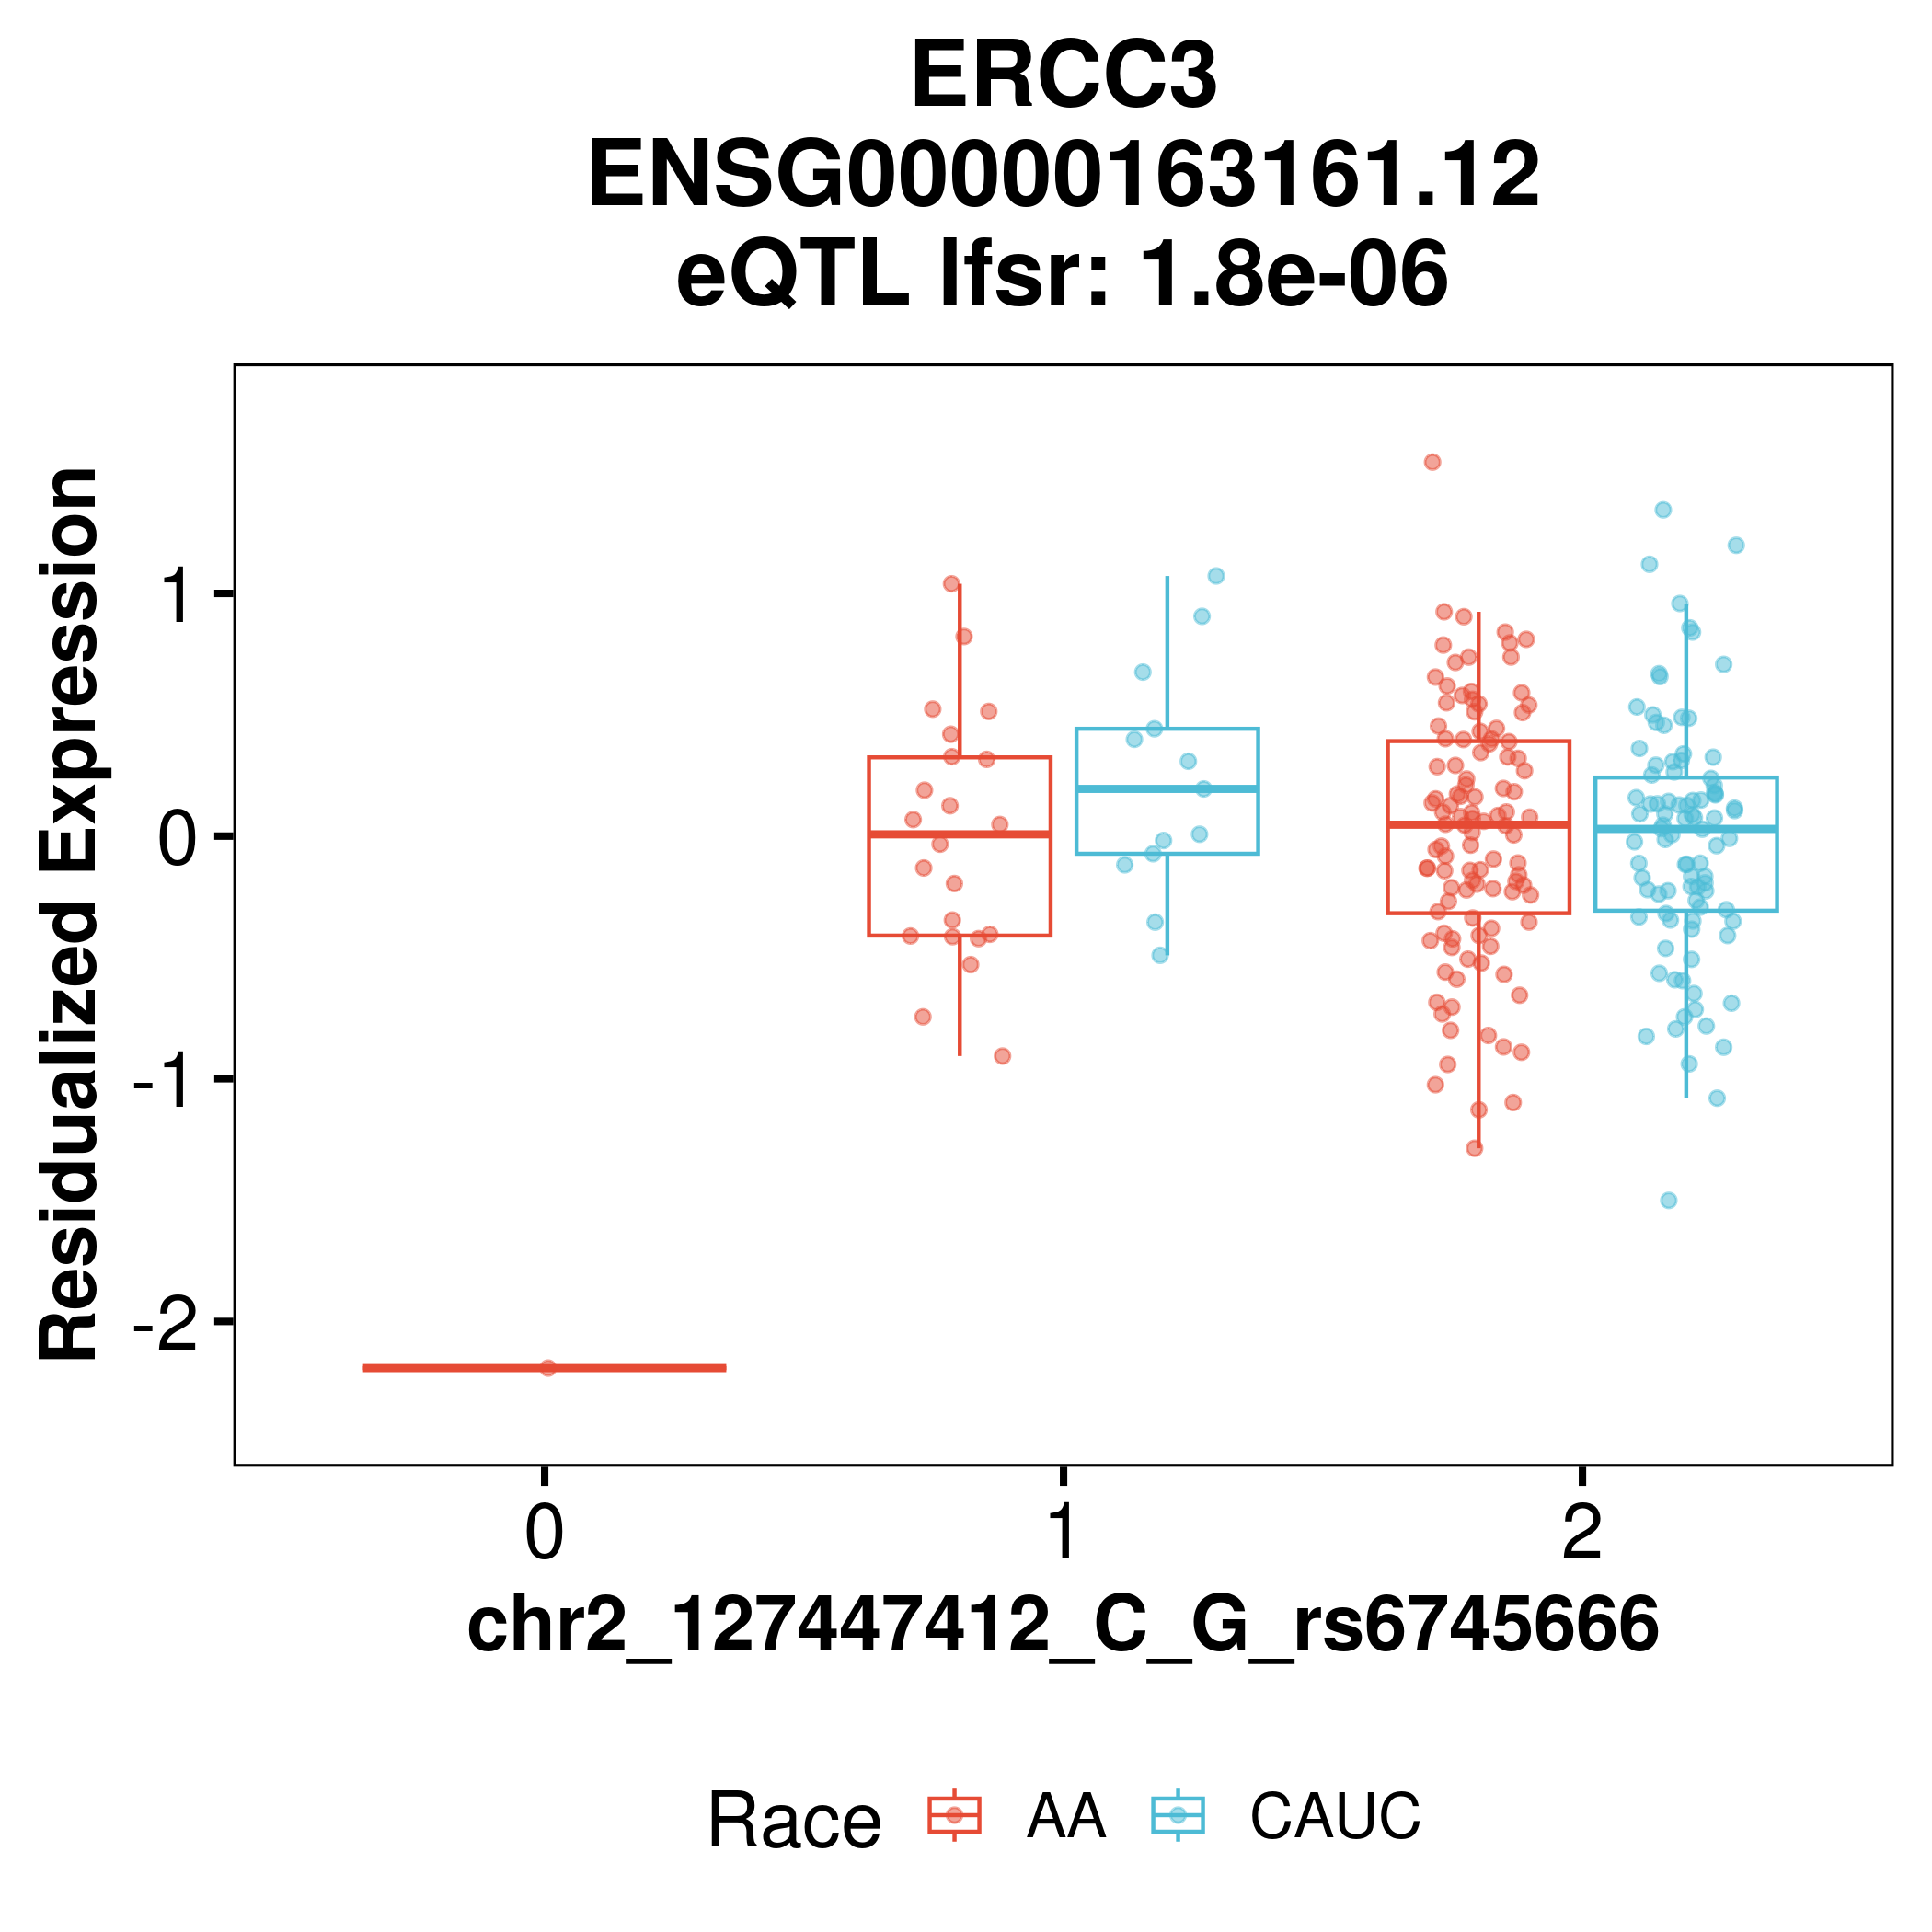 ERCC3
ENSG00000163161.12
eQTL lfsr: 1.8e-06
Residualized Expression
1
0
-1
-2
0 1 2
chr2_127447412_C_G_rs6745666
Race AA CAUC